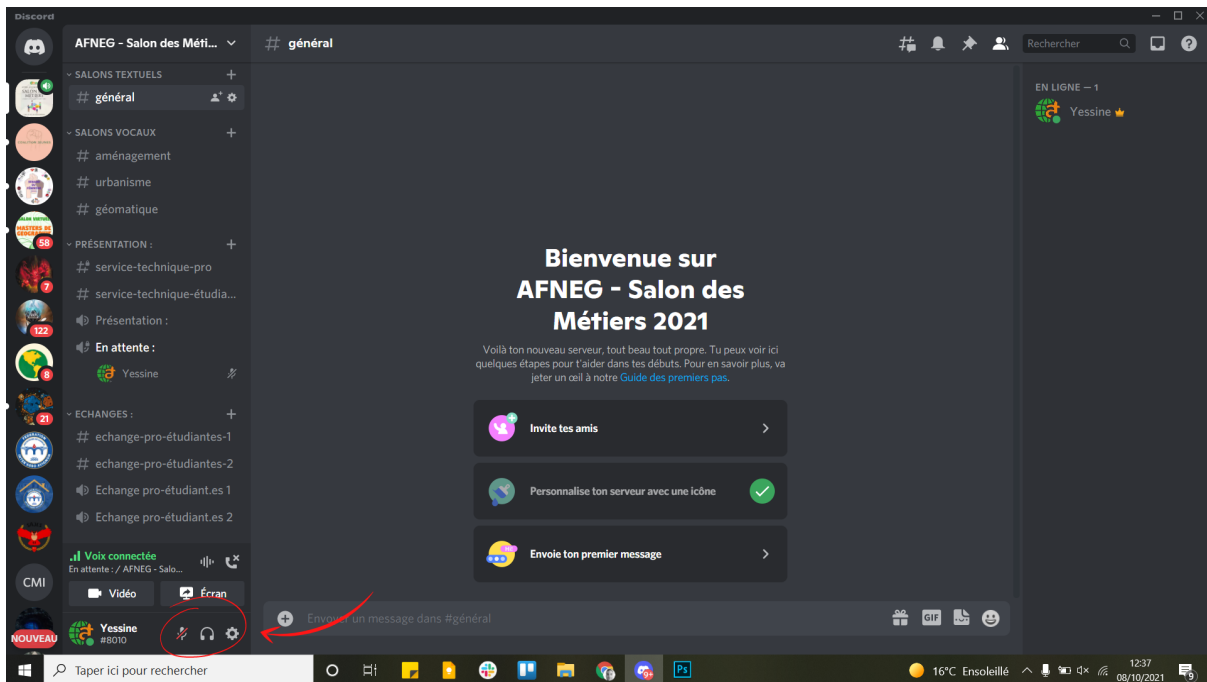 Discord
AFNEG - Salon des Méti...
# général
Rechercher
SALONS TEXTUELS
# général
SALONS VOCAUX
# aménagement
# urbanisme
# géomatique
PRÉSENTATION :
# service-technique-pro
# service-technique-étudia...
Présentation :
En attente :
Yessine
ECHANGES :
# echange-pro-étudiantes-1
# echange-pro-étudiantes-2
Echange pro-étudiant.es 1
Echange pro-étudiant.es 2
Voix connectée
En attente : / AFNEG - Salo...
Vidéo
Écran
Yessine
#8010
MASTERS DE
58
7
122
8
21
CMI
NOUVEAU
Bienvenue sur
AFNEG - Salon des
Métiers 2021
Voilà ton nouveau serveur, tout beau tout propre. Tu peux voir ici
quelques étapes pour t'aider dans tes débuts. Pour en savoir plus, va
jeter un œil à notre Guide des premiers pas.
Invite tes amis
Personnalise ton serveur avec une icône
Envoie ton premier message
Envoyer un message dans #général
GIF
EN LIGNE — 1
Yessine
Taper ici pour rechercher
9+
Ps
16°C Ensoleillé
12:37
08/10/2021
9